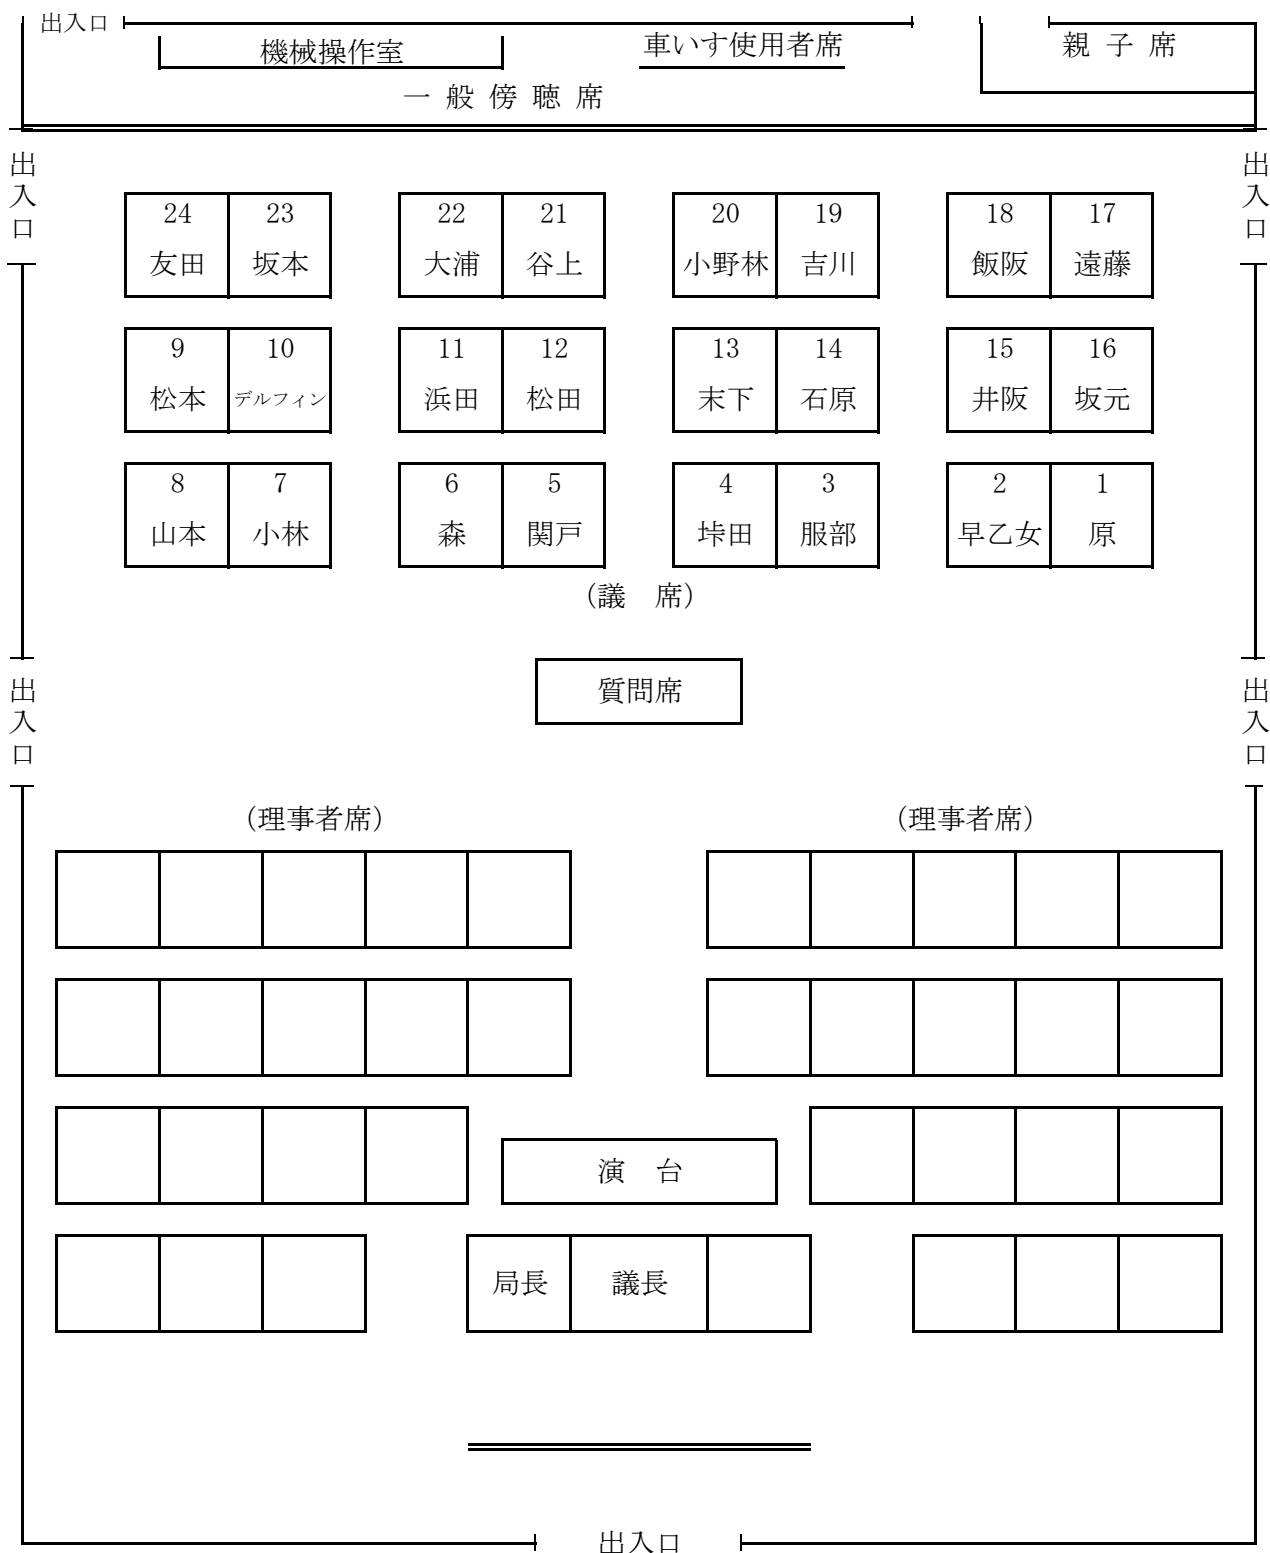 出入口
機械操作室 車いす使用者席 親 子 席
一 般 傍 聴 席
出入口 出入口
24 23 22 21 20 19 18 17
友田 坂本 大浦 谷上 小野林 吉川 飯阪 遠藤
9 10 11 12 13 14 15 16
松本 デルフィン 浜田 松田 末下 石原 井阪 坂元
8 7 6 5 4 3 2 1
山本 小林 森 関戸 垰田 服部 早乙女 原
(議 席)
出入口 質問席 出入口
(理事者席) (理事者席)
演 台
局長 議長
出入口